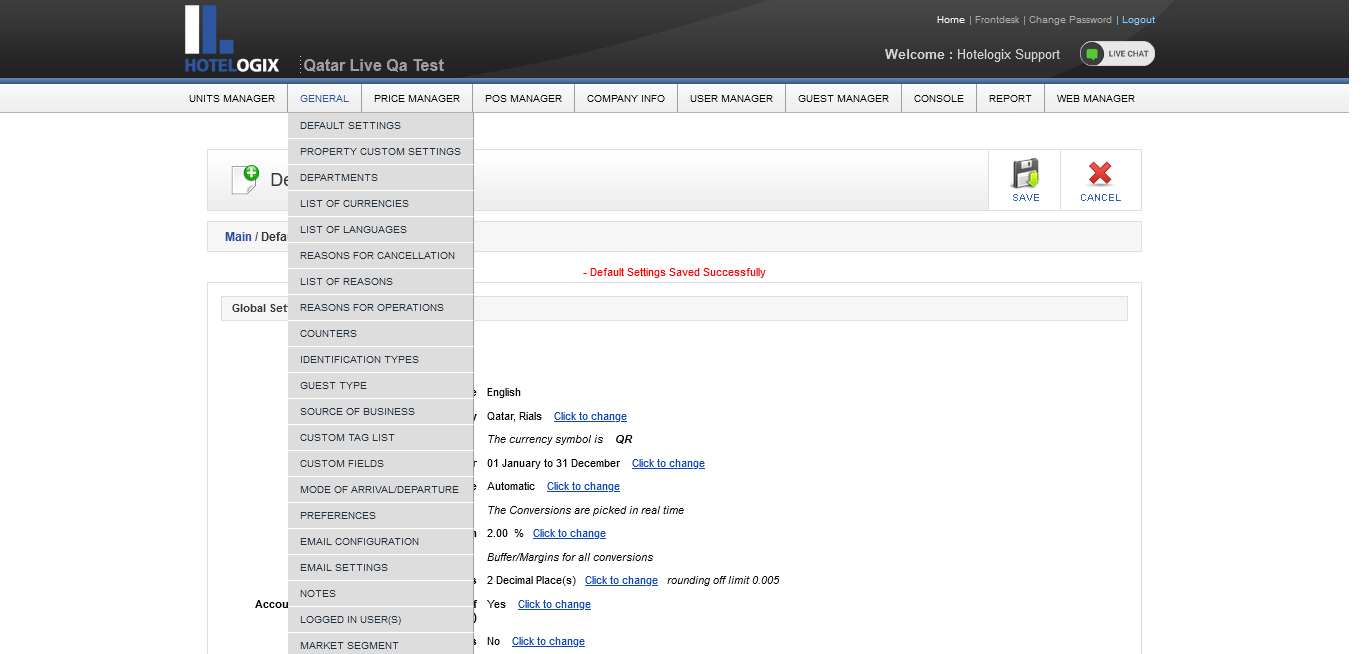 Home | Frontdesk | Change Password | Logout
HOTELOGIX
Qatar Live Qa Test
Welcome : Hotelogix Support
LIVE CHAT
UNITS MANAGER GENERAL PRICE MANAGER POS MANAGER COMPANY INFO USER MANAGER GUEST MANAGER CONSOLE REPORT WEB MANAGER
DEFAULT SETTINGS
PROPERTY CUSTOM SETTINGS
DEPARTMENTS
LIST OF CURRENCIES
LIST OF LANGUAGES
REASONS FOR CANCELLATION
LIST OF REASONS
REASONS FOR OPERATIONS
COUNTERS
IDENTIFICATION TYPES
GUEST TYPE
SOURCE OF BUSINESS
CUSTOM TAG LIST
CUSTOM FIELDS
MODE OF ARRIVAL/DEPARTURE
PREFERENCES
EMAIL CONFIGURATION
EMAIL SETTINGS
NOTES
LOGGED IN USER(S)
MARKET SEGMENT
De
SAVE CANCEL
Main / Defa
- Default Settings Saved Successfully
Global Set
English
Qatar, Rials Click to change
The currency symbol is QR
01 January to 31 December Click to change
Automatic Click to change
The Conversions are picked in real time
2.00 % Click to change
Buffer/Margins for all conversions
2 Decimal Place(s) Click to change rounding off limit 0.005
Accou
Yes Click to change
No Click to change